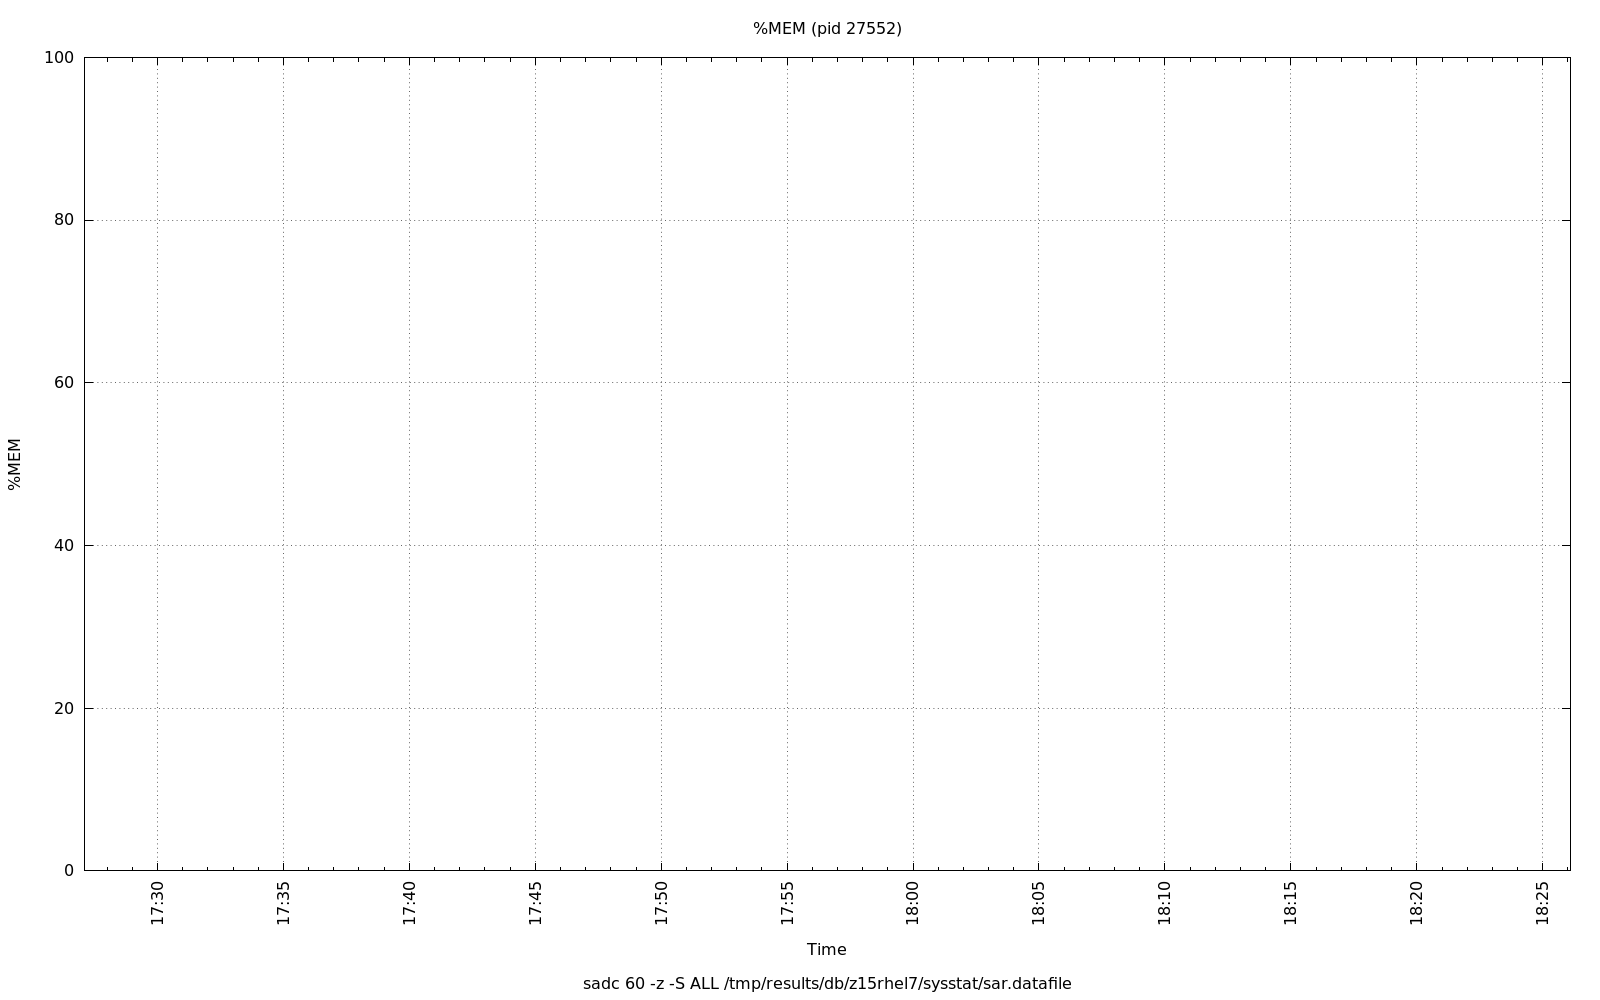 %MEM (pid 27552)
100
80
60
40
20
0
%MEM
17:30 17:35 17:40 17:45 17:50 17:55 18:00 18:05 18:10 18:15 18:20 18:25
Time
sadc 60 -z -S ALL /tmp/results/db/z15rhel7/sysstat/sar.datafile